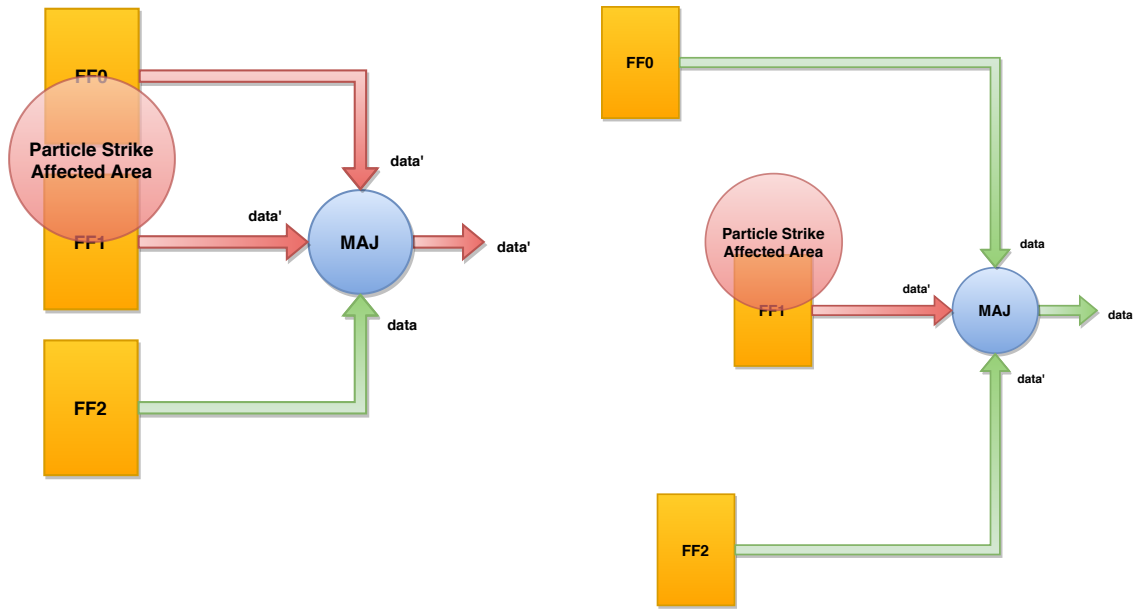 FF0
Particle Strike
Affected Area
data'
data'
FF1
MAJ
data'
data
FF2
FF0
Particle Strike
Affected Area
data
data'
FF1
MAJ
data
data'
FF2